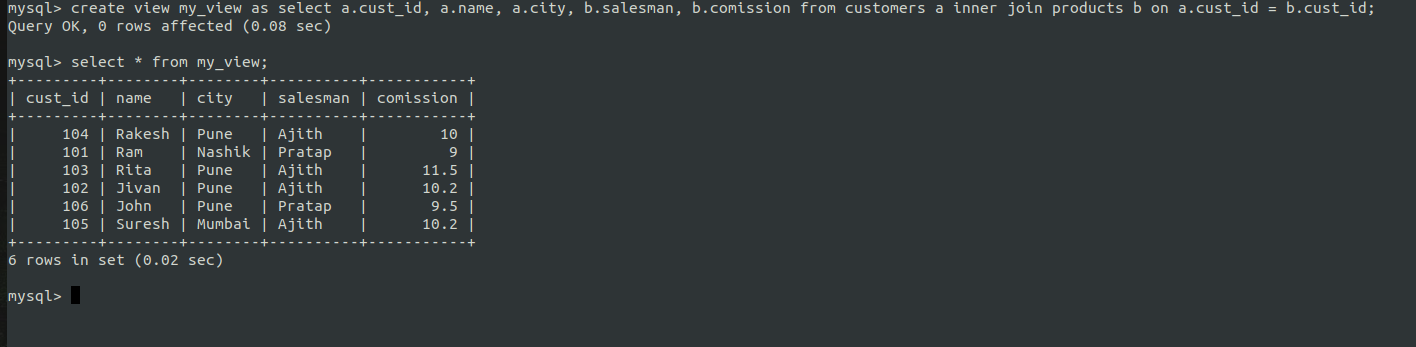 mysql> create view my_view as select a.cust_id, a.name, a.city, b.salesman, b.comission from customers a inner join products b on a.cust_id = b.cust_id;
Query OK, 0 rows affected (0.08 sec)

mysql> select * from my_view;
+---------+--------+--------+----------+-----------+
| cust_id | name   | city   | salesman | comission |
+---------+--------+--------+----------+-----------+
|     104 | Rakesh | Pune   | Ajith    |        10 |
|     101 | Ram    | Nashik | Pratap   |         9 |
|     103 | Rita   | Pune   | Ajith    |      11.5 |
|     102 | Jivan  | Pune   | Ajith    |      10.2 |
|     106 | John   | Pune   | Pratap   |       9.5 |
|     105 | Suresh | Mumbai | Ajith    |      10.2 |
+---------+--------+--------+----------+-----------+
6 rows in set (0.02 sec)

mysql>